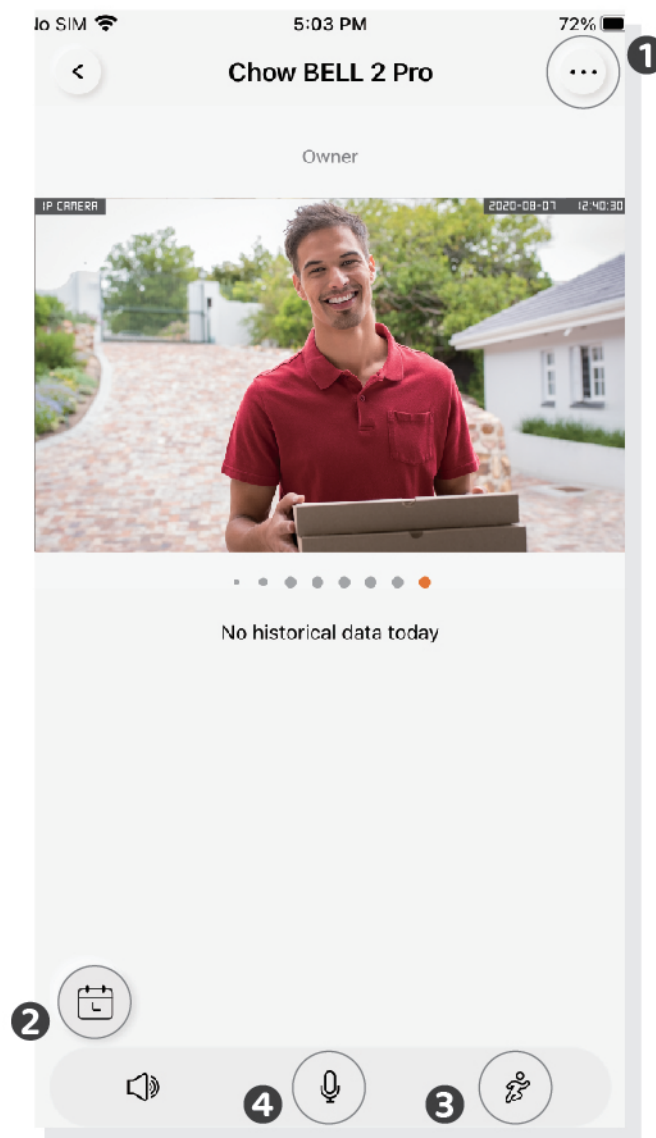 No SIM 5:03 PM 72%
1
< Chow BELL 2 Pro ...
Owner
IP CAMERA 2020-08-07 12:40:30
No historical data today
2
4 3